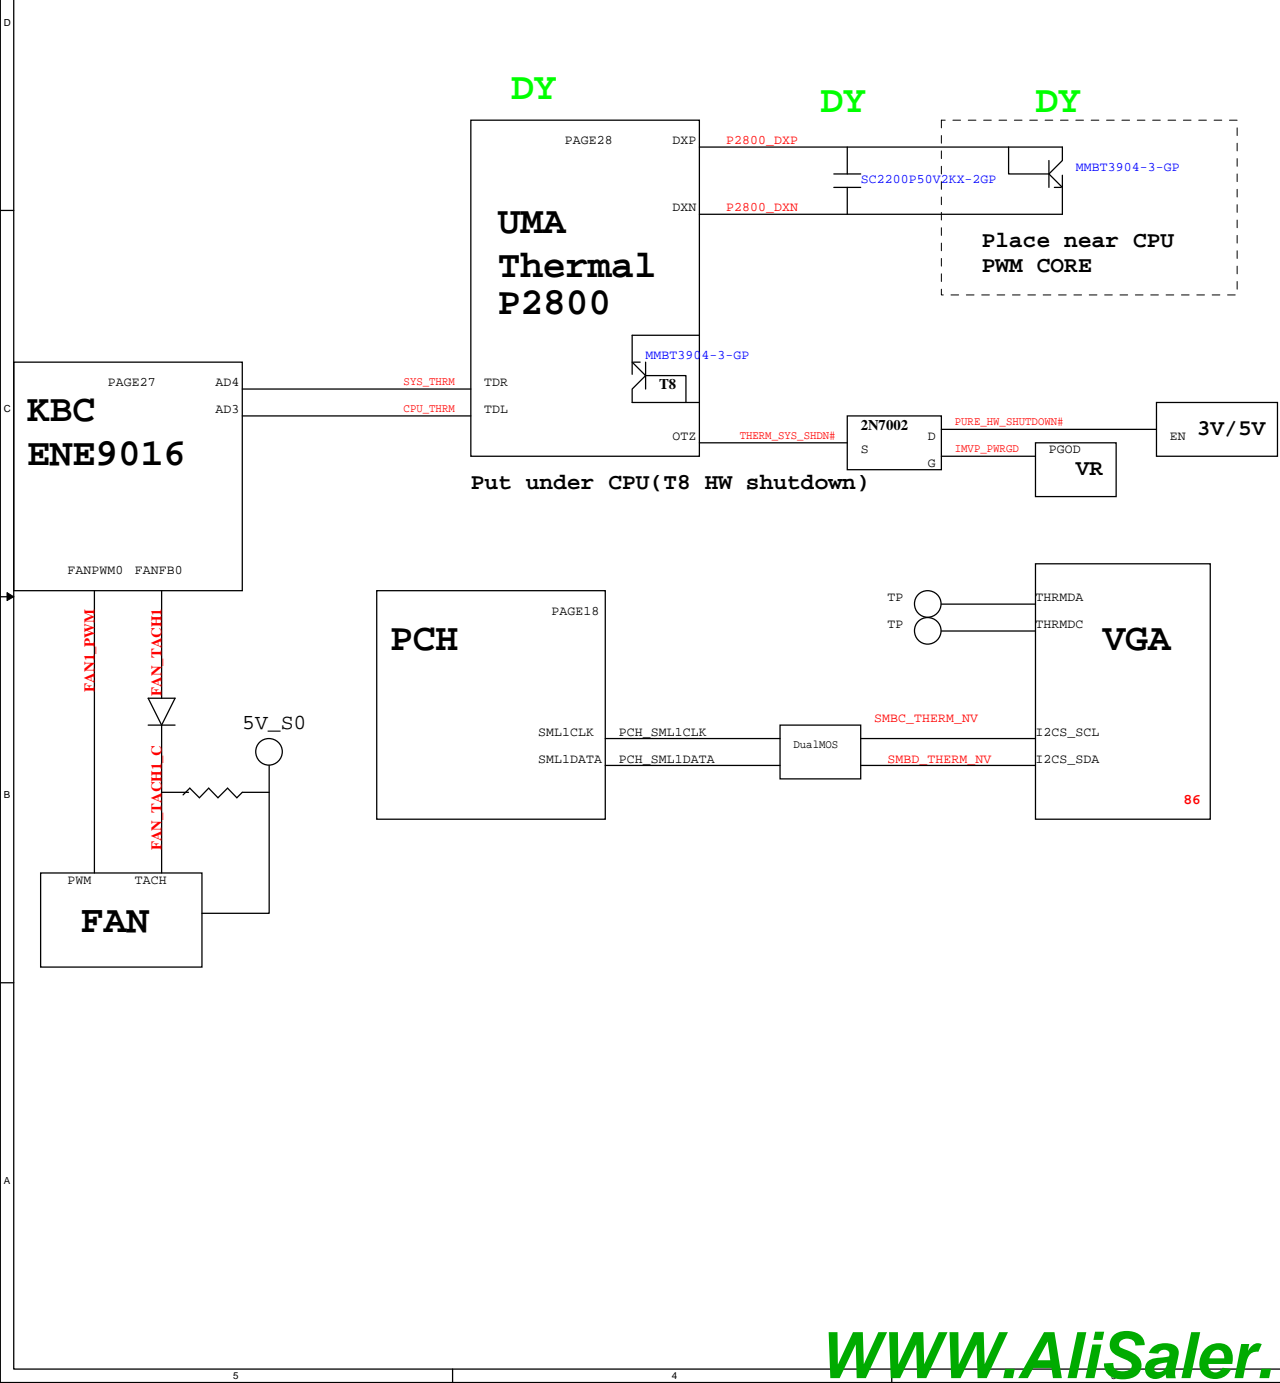 D
DY
DY
DY
PAGE28
DXP
P2800_DXP
MMBT3904-3-GP
SC2200P50V2KX-2GP
DXN
P2800_DXN
UMA
Thermal
P2800
Place near CPU
PWM CORE
MMBT3904-3-GP
T8
PAGE27
AD4
SYS_THRM
TDR
C
KBC
AD3
CPU_THRM
TDL
ENE9016
OTZ
THERM_SYS_SHDN#
2N7002
D
S
G
PURE_HW_SHUTDOWN#
IMVP_PWRGD
PGOD
VR
EN
3V/5V
Put under CPU(T8 HW shutdown)
FANPWM0
FANFB0
FAN1_PWM
FAN_TACH1
PAGE18
PCH
TP
TP
THRMDA
THRMDC
VGA
5V_S0
FAN_TACH1_C
SML1CLK
PCH_SML1CLK
DualMOS
SMBC_THERM_NV
I2CS_SCL
SML1DATA
PCH_SML1DATA
SMBD_THERM_NV
I2CS_SDA
B
86
PWM
TACH
FAN
A
WWW.AliSaler.
5
4